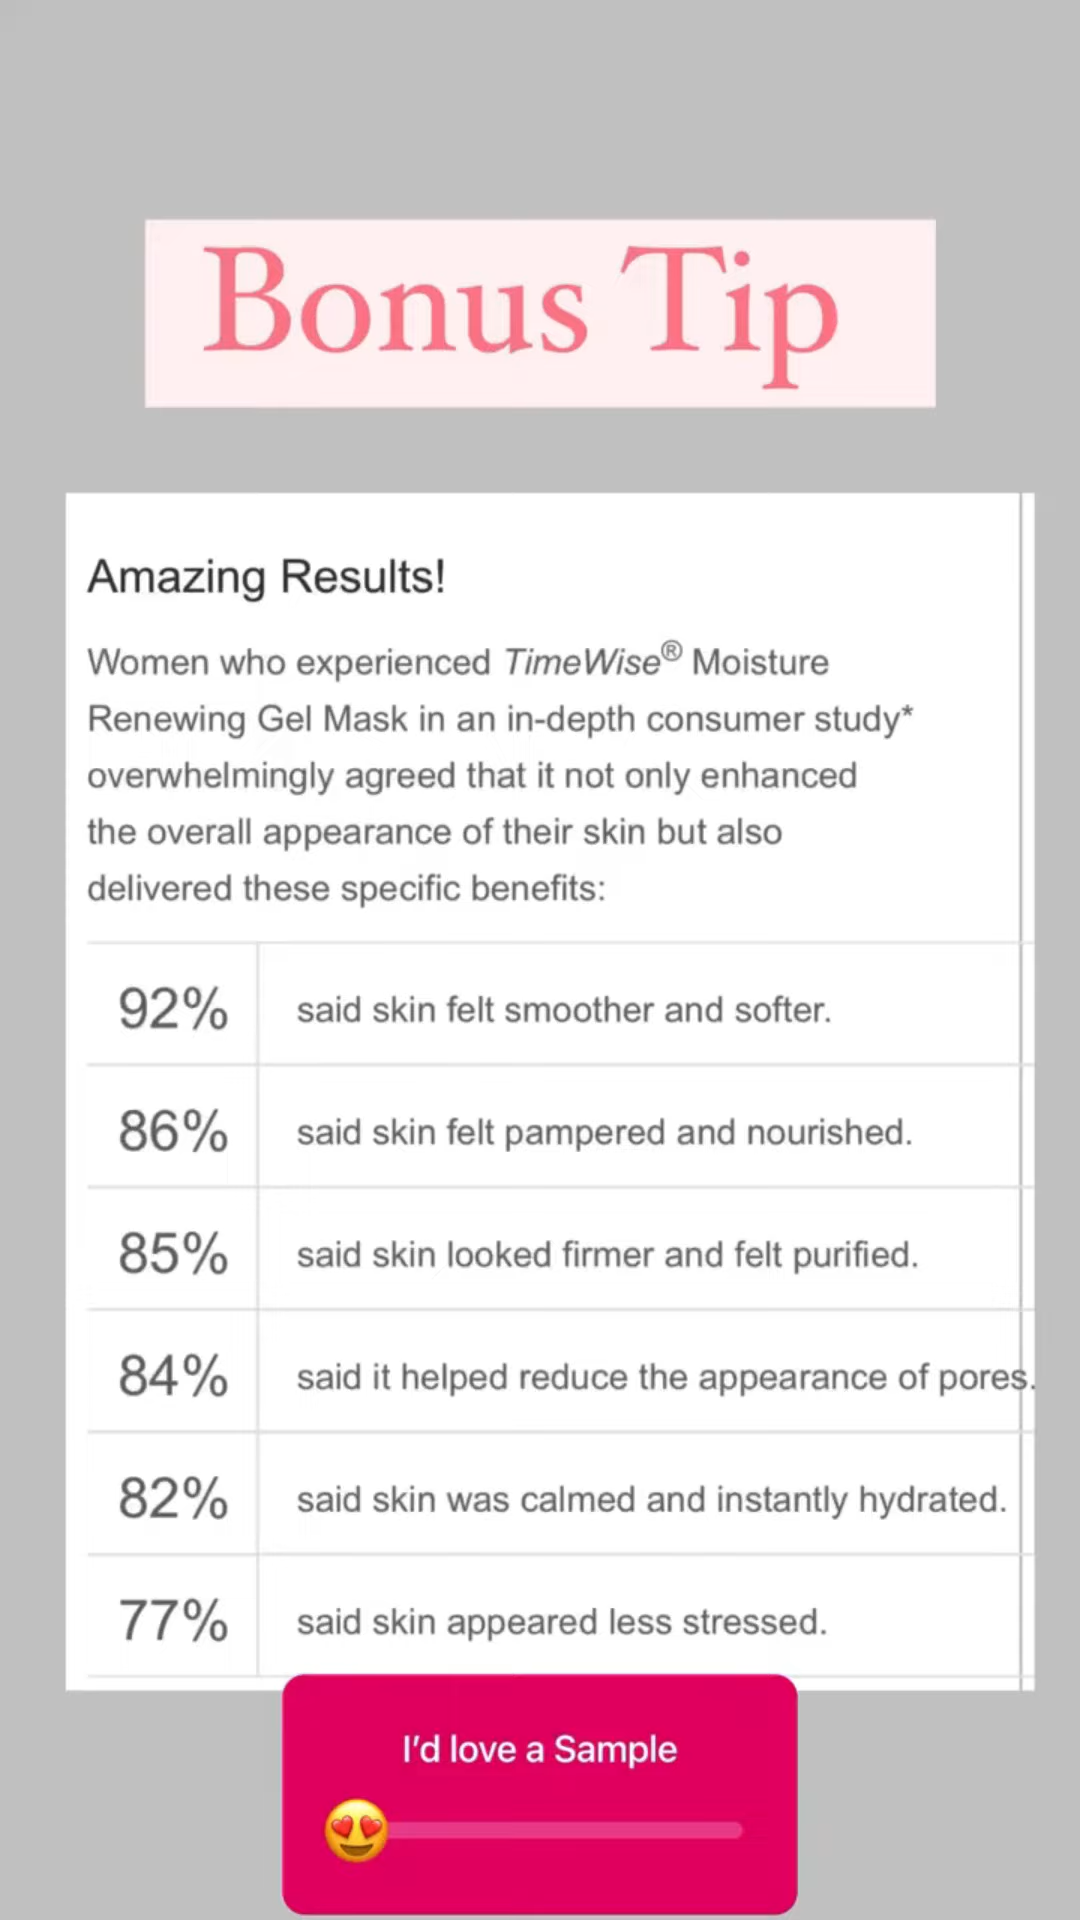 Bonus Tip
Amazing Results!
Women who experienced TimeWise® Moisture
Renewing Gel Mask in an in-depth consumer study*
overwhelmingly agreed that it not only enhanced
the overall appearance of their skin but also
delivered these specific benefits:
92% said skin felt smoother and softer.
86% said skin felt pampered and nourished.
85% said skin looked firmer and felt purified.
84% said it helped reduce the appearance of pores.
82% said skin was calmed and instantly hydrated.
77% said skin appeared less stressed.
I'd love a Sample